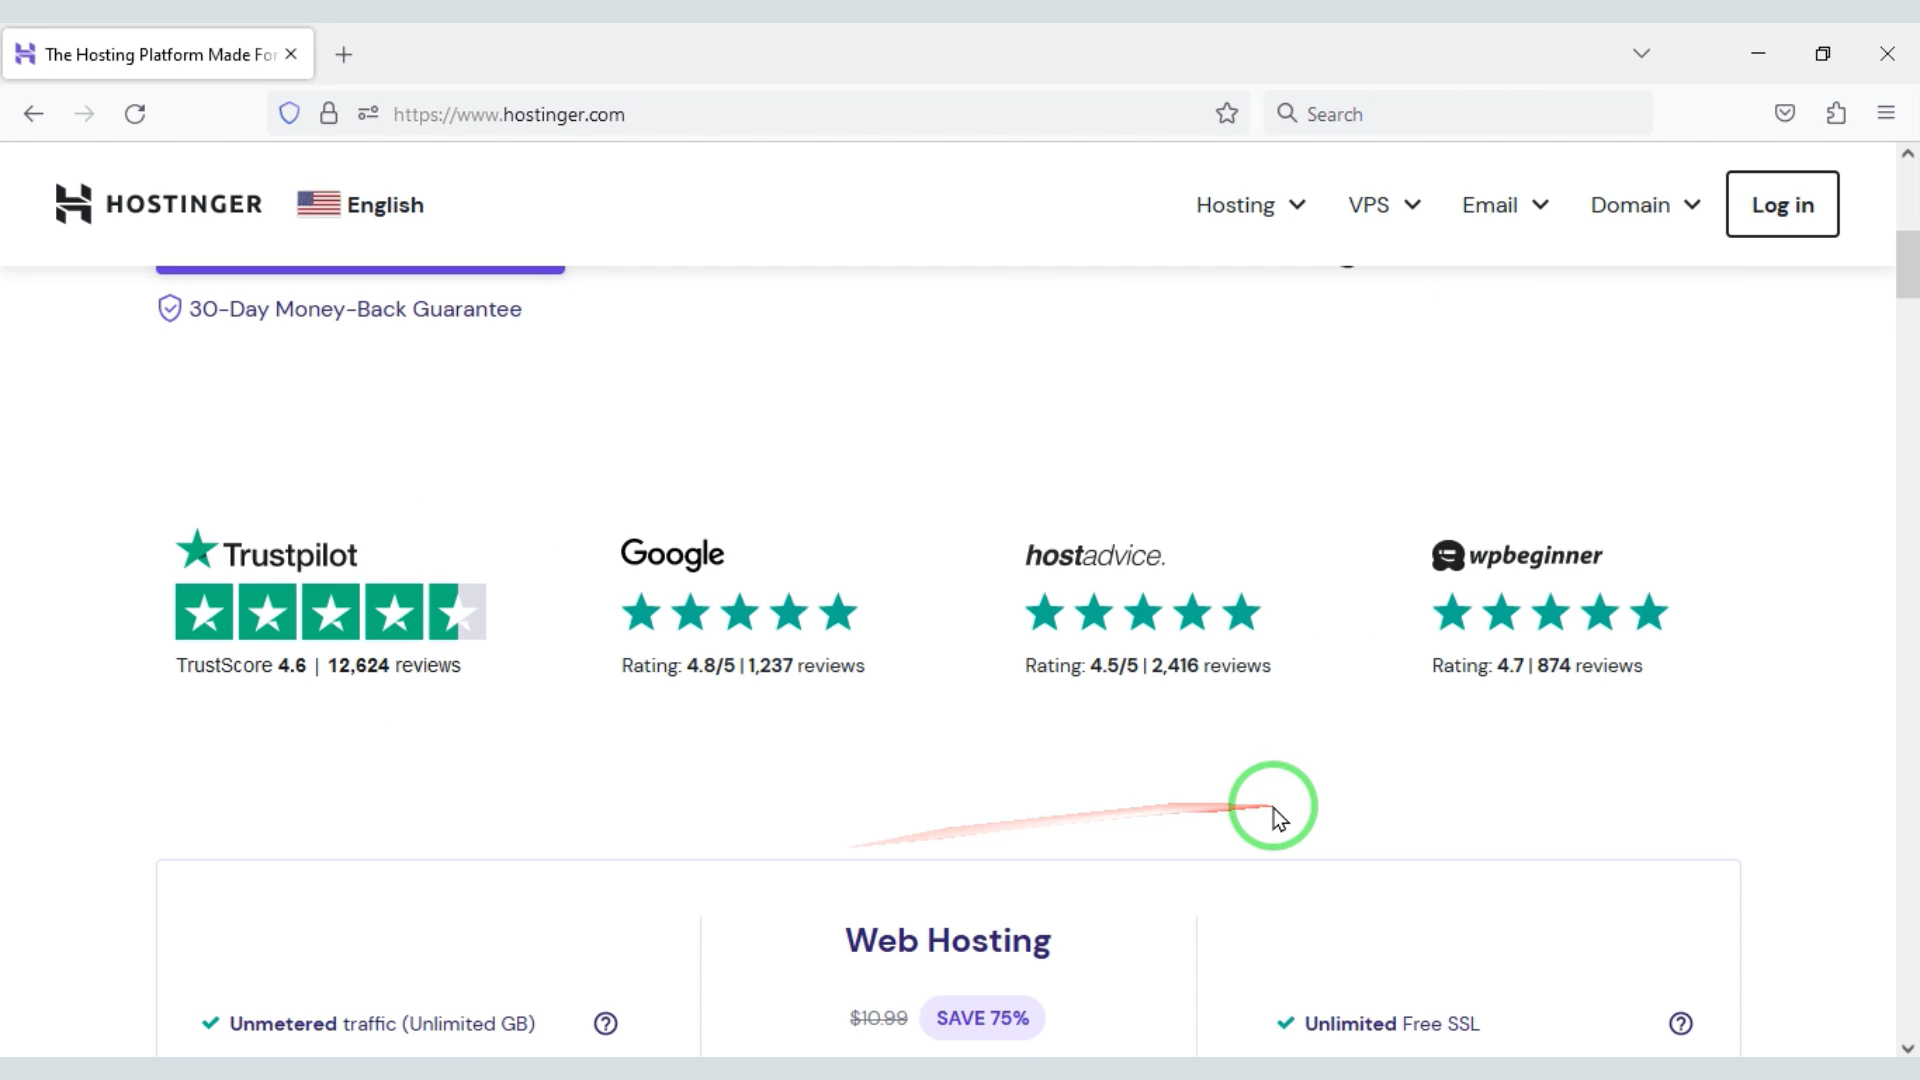 The Hosting Platform Made For
https://www.hostinger.com
Search
HOSTINGER
English
Hosting
VPS
Email
Domain
Log in
30-Day Money-Back Guarantee
Trustpilot
TrustScore 4.6 | 12,624 reviews
Google
Rating: 4.8/5 | 1,237 reviews
hostadvice.
Rating: 4.5/5 | 2,416 reviews
wpbeginner
Rating: 4.7 | 874 reviews
Web Hosting
Unmetered traffic (Unlimited GB)
$10.99 SAVE 75%
Unlimited Free SSL